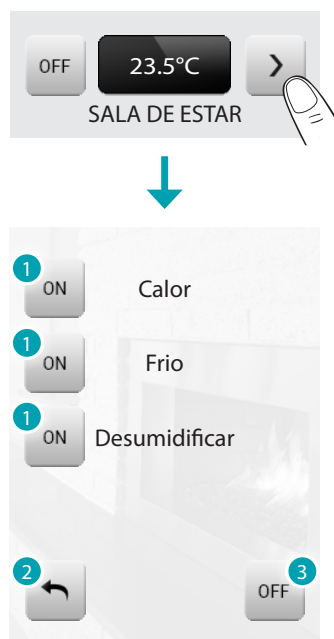 OFF 23.5°C >
SALA DE ESTAR
1 ON Calor
1 ON Frio
1 ON Desumidificar
2 OFF 3